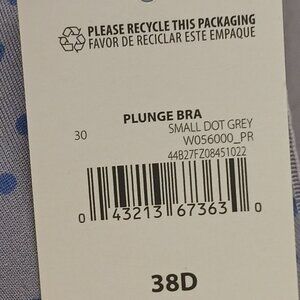 PLEASE RECYCLE THIS PACKAGING
FAVOR DE RECICLAR ESTE EMPAQUE
PLUNGE BRA
30 SMALL DOT GREY
W056000_PR
44B27FZ08451022
0 43213 67363 0
38D